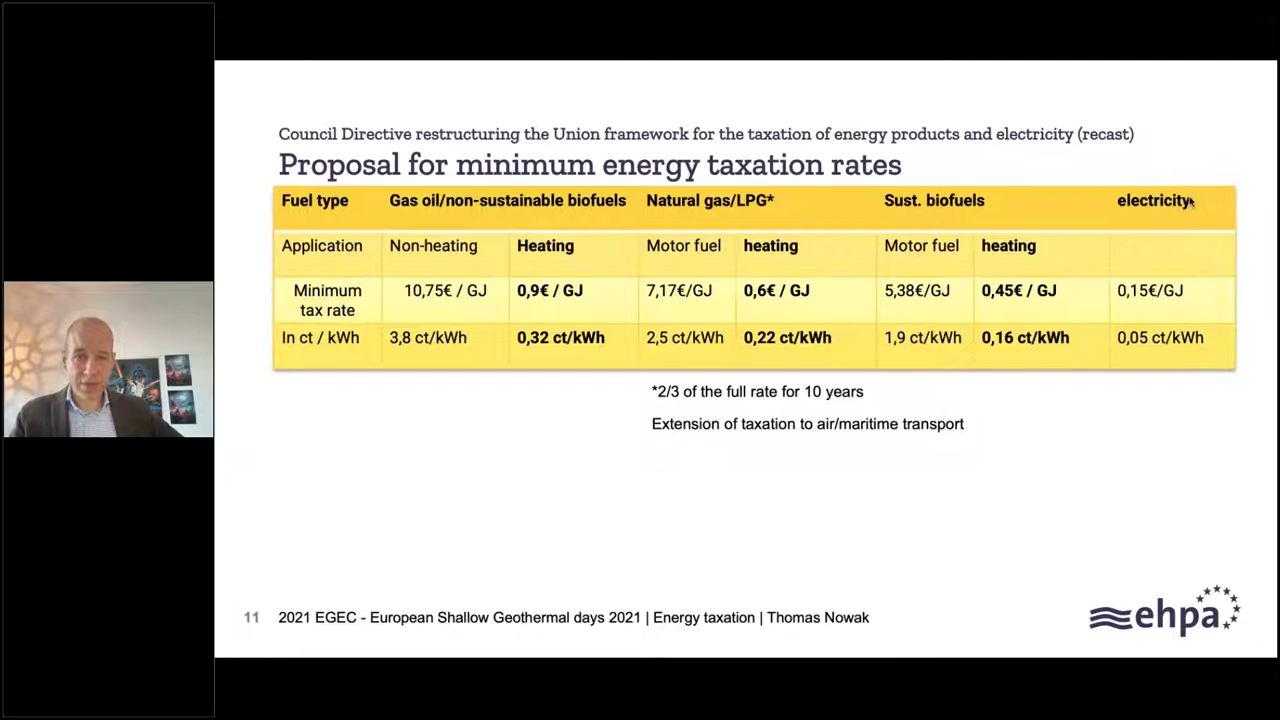 Council Directive restructuring the Union framework for the taxation of energy products and electricity (recast)
Proposal for minimum energy taxation rates
Fuel type Gas oil/non-sustainable biofuels Natural gas/LPG* Sust. biofuels electricity
Application Non-heating Heating Motor fuel heating Motor fuel heating
Minimum tax rate 10,75€ / GJ 0,9€ / GJ 7,17€/GJ 0,6€ / GJ 5,38€/GJ 0,45€ / GJ 0,15€/GJ
In ct / kWh 3,8 ct/kWh 0,32 ct/kWh 2,5 ct/kWh 0,22 ct/kWh 1,9 ct/kWh 0,16 ct/kWh 0,05 ct/kWh
*2/3 of the full rate for 10 years
Extension of taxation to air/maritime transport
11 2021 EGEC - European Shallow Geothermal days 2021 | Energy taxation | Thomas Nowak
ehpa